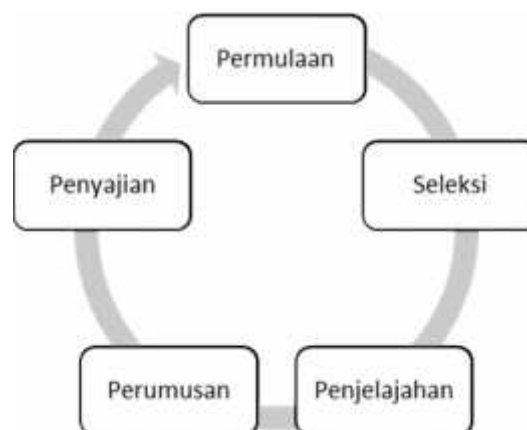 Permulaan
Seleksi
Penjelajahan
Perumusan
Penyajian